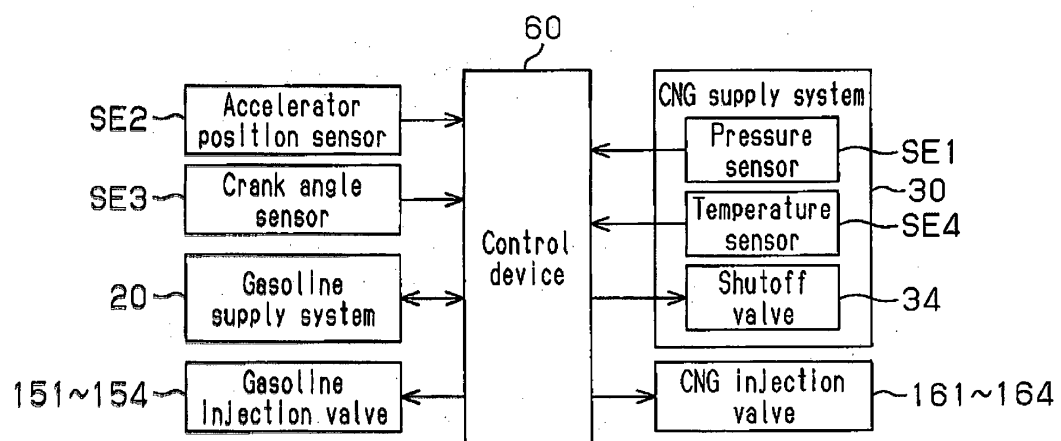 60
SE2
Accelerator
position sensor
SE3
Crank angle
sensor
20
Gasoline
supply system
151~154
Gasoline
injection valve
Control
device
CNG supply system
Pressure
sensor
SE1
30
Temperature
sensor
SE4
Shutoff
valve
34
CNG injection
valve
161~164